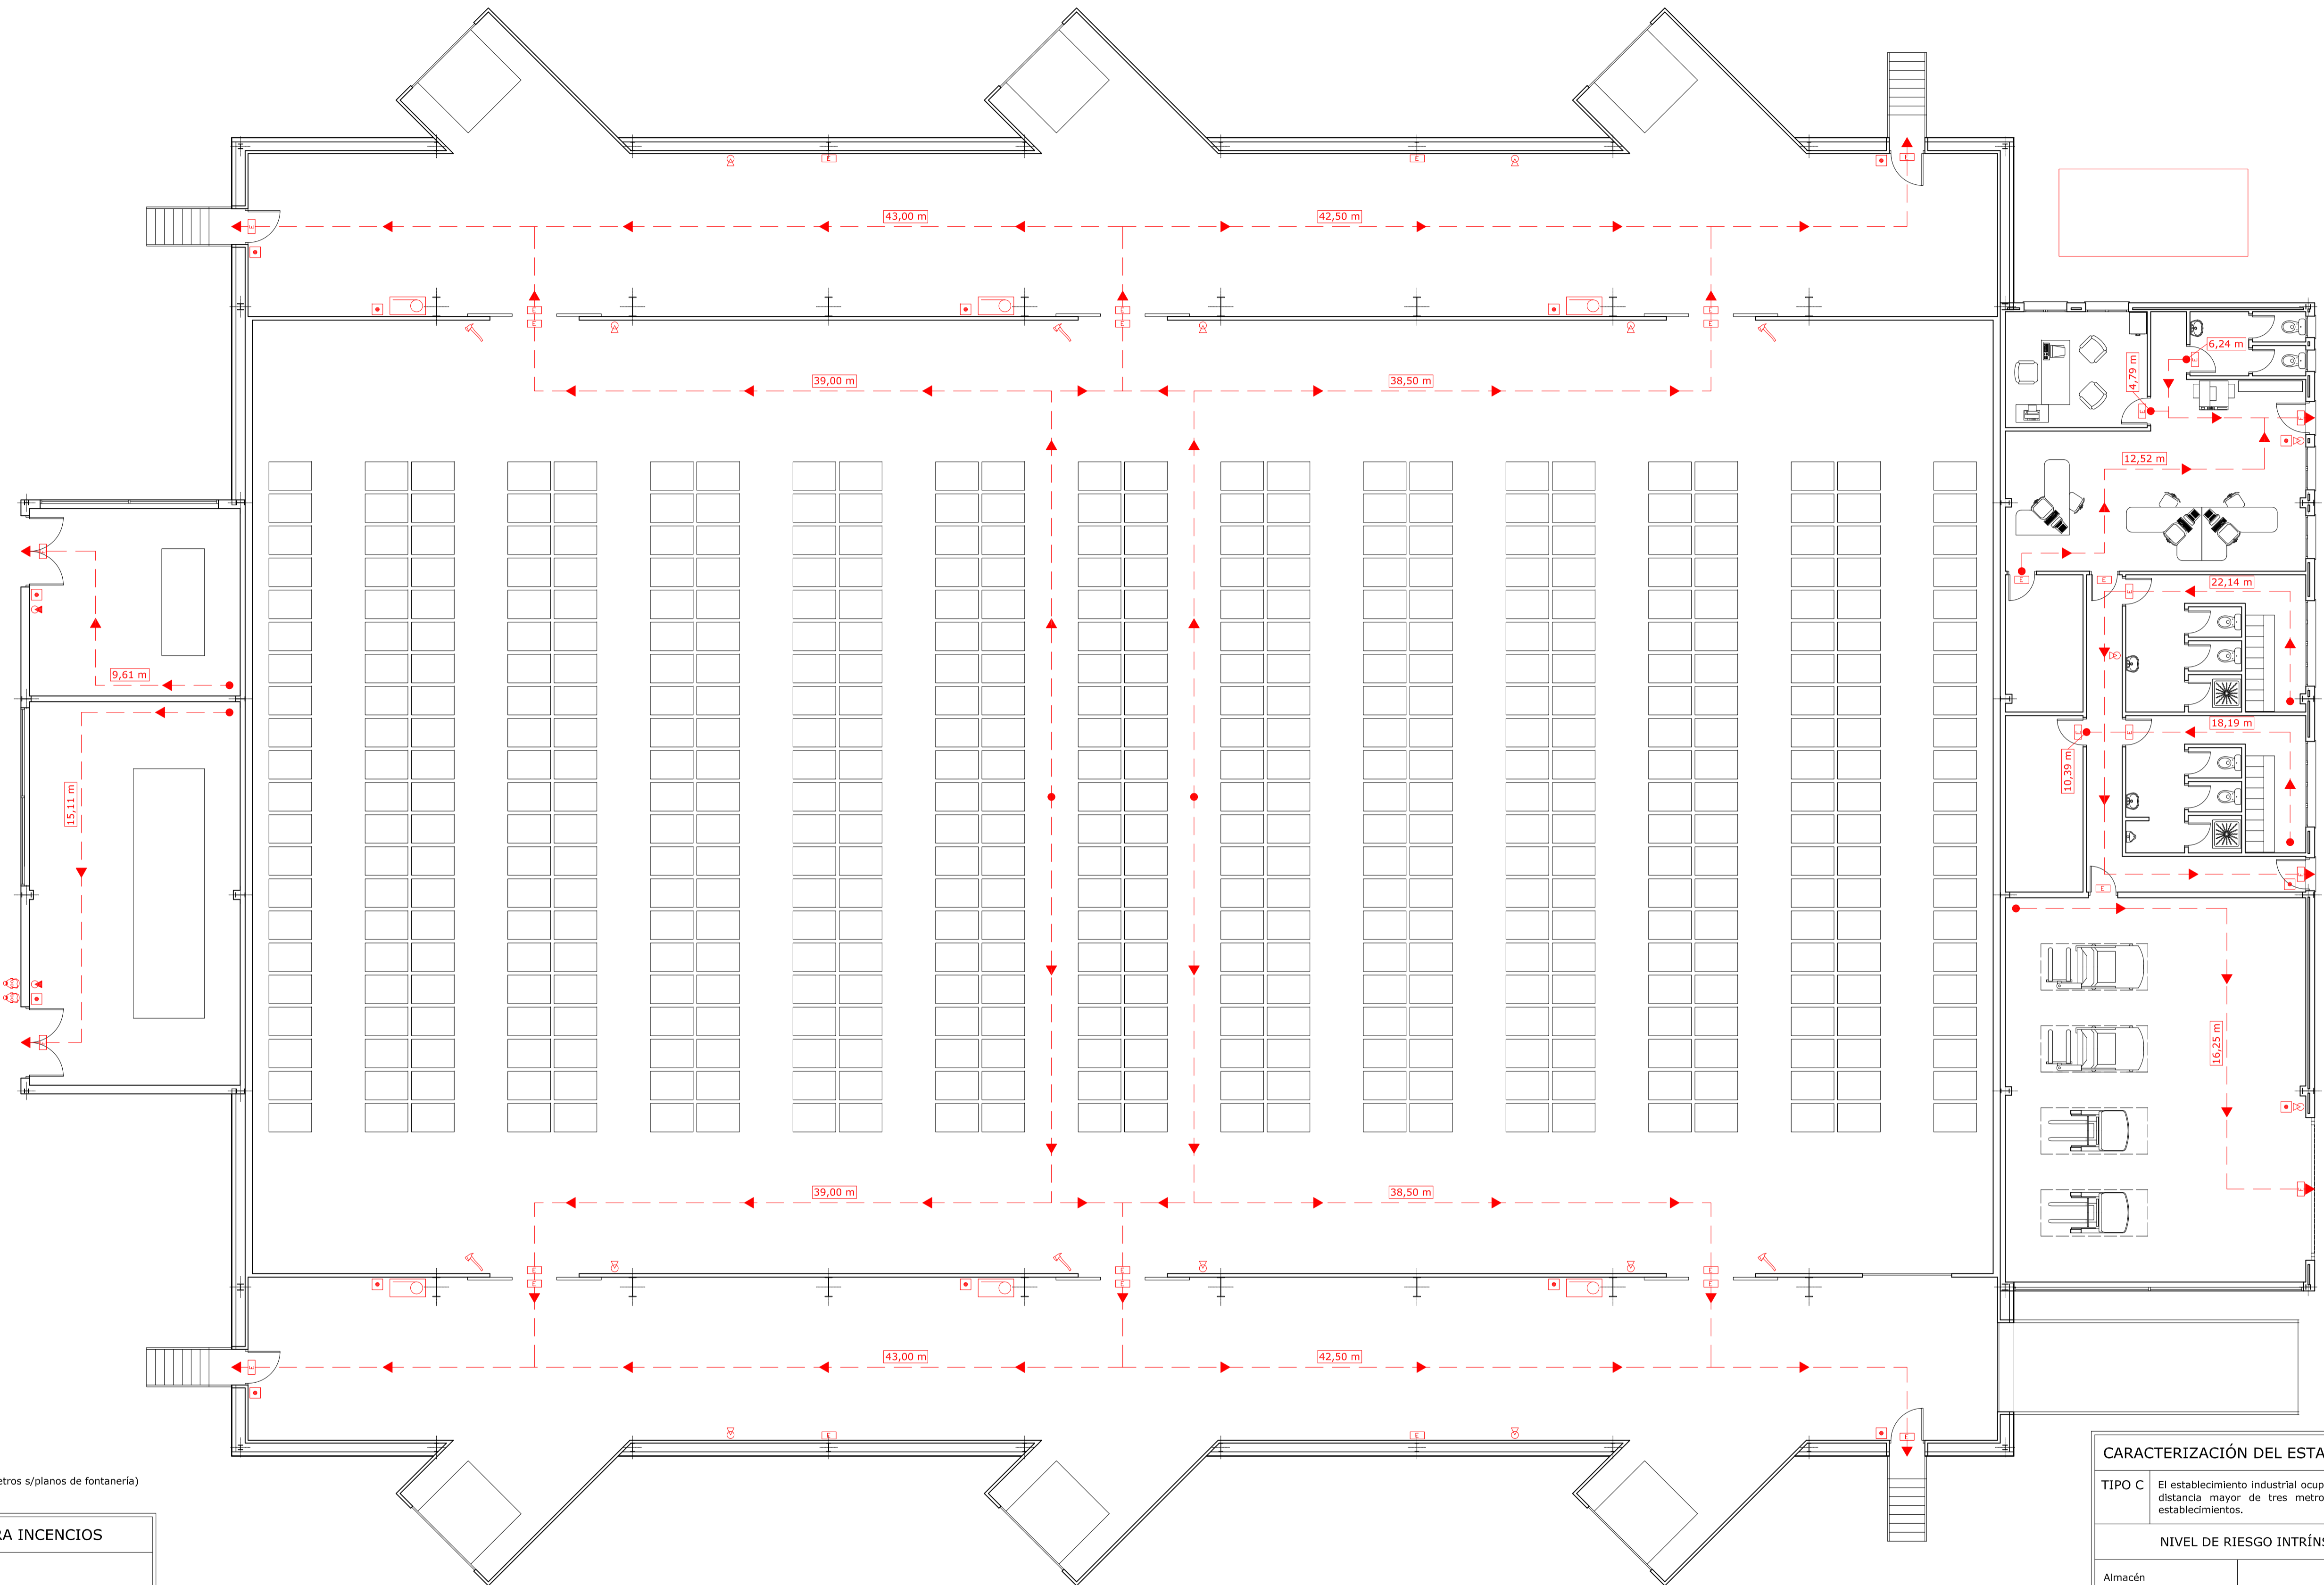 43,00 m
42,50 m
39,00 m
38,50 m
6,24 m
4,79 m
12,52 m
22,14 m
9,61 m
18,19 m
10,39 m
15,11 m
16,25 m
39,00 m
38,50 m
43,00 m
42,50 m
etros s/planos de fontanería)
RA INCENCIOS
CARACTERIZACIÓN DEL ESTA
TIPO C
El establecimiento industrial ocup
distancia mayor de tres metro
establecimientos.
NIVEL DE RIESGO INTRÍNS
Almacén